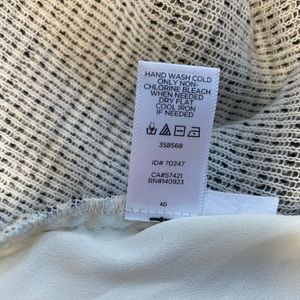 HAND WASH COLD
ONLY NON-
CHLORINE BLEACH
WHEN NEEDED
DRY FLAT
COOL IRON
IF NEEDED
358568
ID# 70247
CA#57421
RN#140923
AD